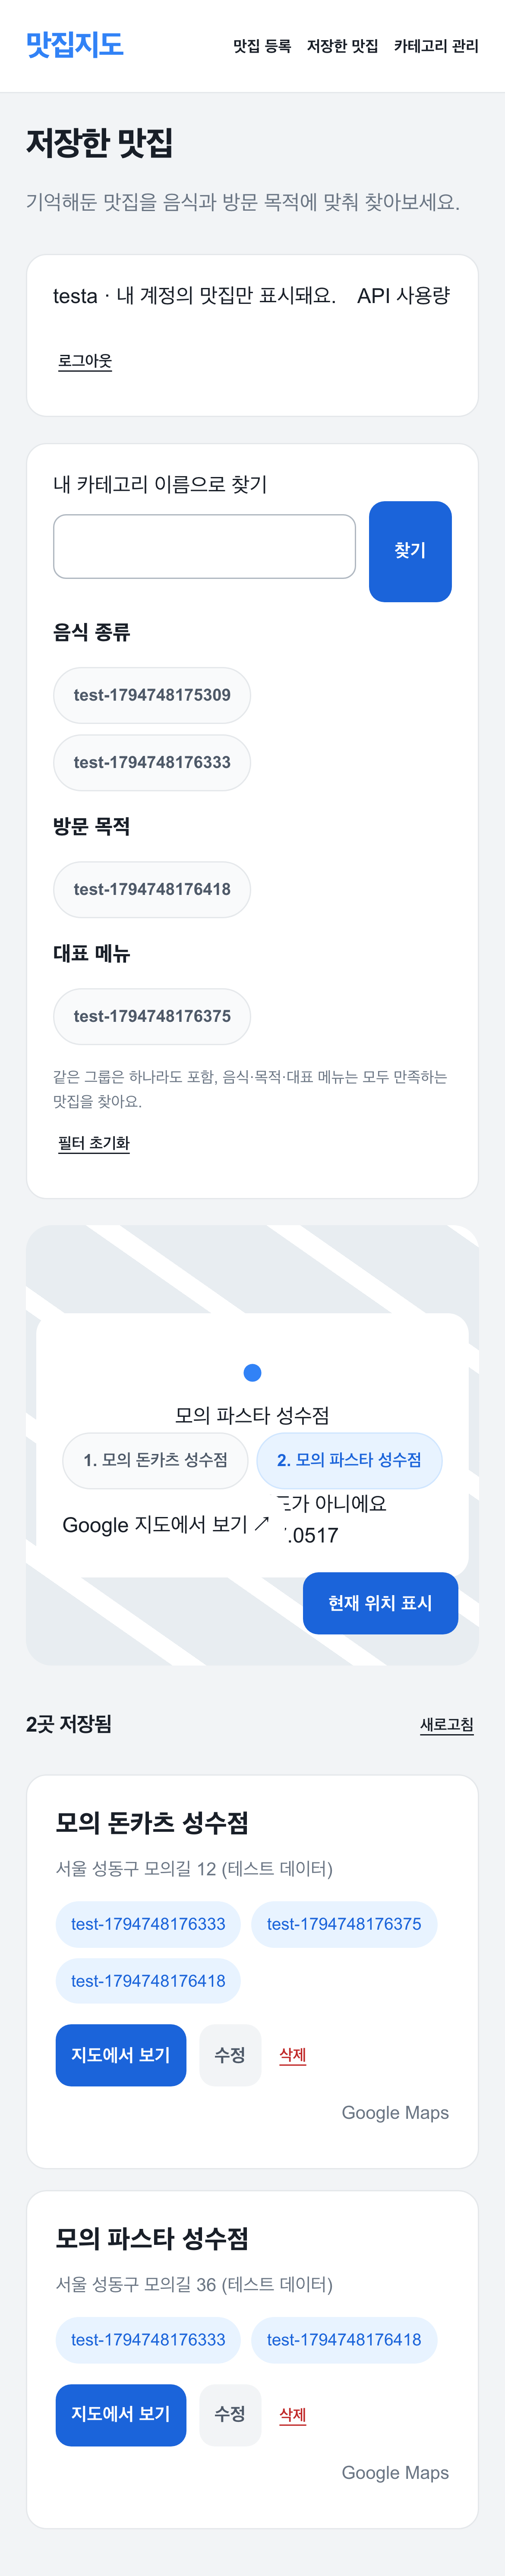 맛집지도
맛집 등록 저장한 맛집 카테고리 관리
저장한 맛집
기억해둔 맛집을 음식과 방문 목적에 맞춰 찾아보세요.
testa · 내 계정의 맛집만 표시돼요. API 사용량
로그아웃
내 카테고리 이름으로 찾기
찾기
음식 종류
test-1794748175309
test-1794748176333
방문 목적
test-1794748176418
대표 메뉴
test-1794748176375
같은 그룹은 하나라도 포함, 음식·목적·대표 메뉴는 모두 만족하는
맛집을 찾아요.
필터 초기화
모의 파스타 성수점
1. 모의 돈카츠 성수점 2. 모의 파스타 성수점
아니에요
Google 지도에서 보기 ↗ .0517
현재 위치 표시
2곳 저장됨 새로고침
모의 돈카츠 성수점
서울 성동구 모의길 12 (테스트 데이터)
test-1794748176333 test-1794748176375
test-1794748176418
지도에서 보기 수정 삭제
Google Maps
모의 파스타 성수점
서울 성동구 모의길 36 (테스트 데이터)
test-1794748176333 test-1794748176418
지도에서 보기 수정 삭제
Google Maps